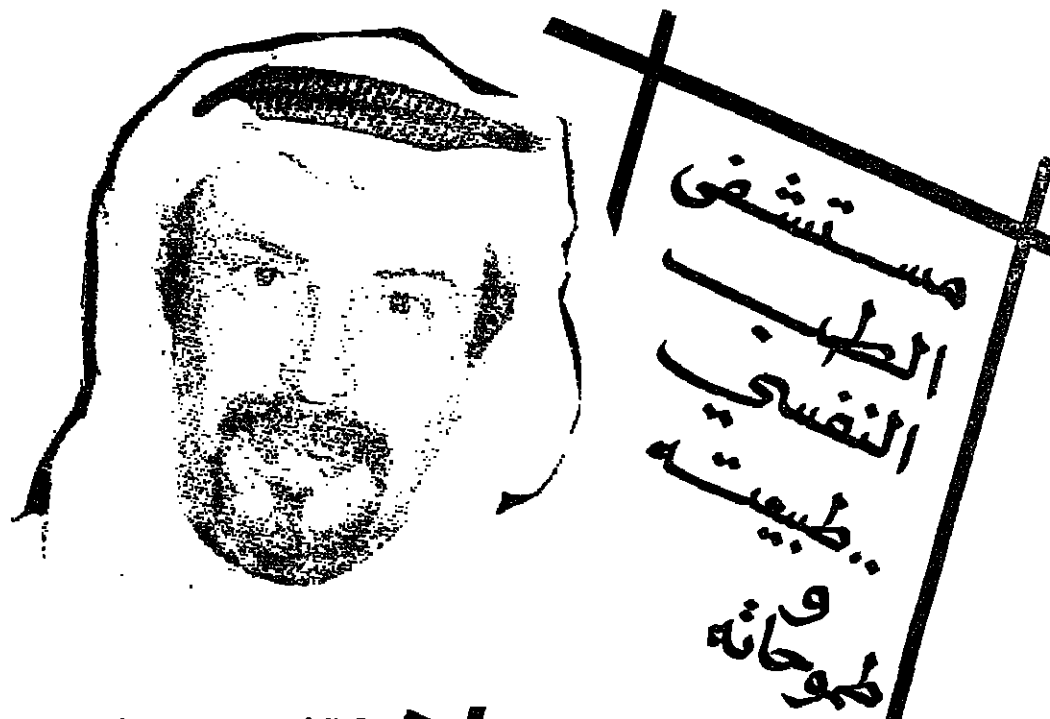 مستشفى
الطب
النفسي
..طبيعته
و
طموحاته